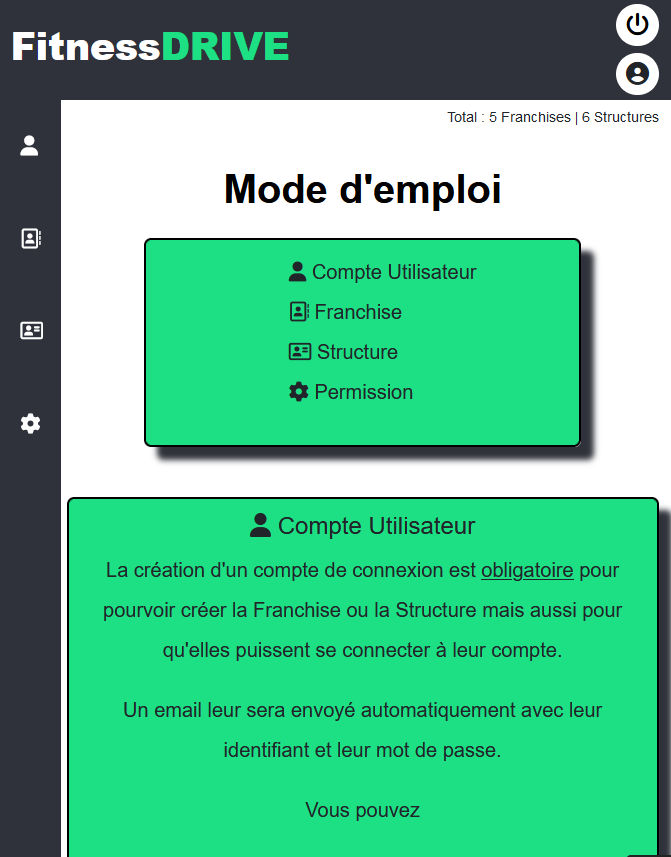 FitnessDRIVE
Total : 5 Franchises | 6 Structures
Mode d'emploi
Compte Utilisateur
Franchise
Structure
Permission
Compte Utilisateur
La création d'un compte de connexion est obligatoire pour
pourvoir créer la Franchise ou la Structure mais aussi pour
qu'elles puissent se connecter à leur compte.
Un email leur sera envoyé automatiquement avec leur
identifiant et leur mot de passe.
Vous pouvez